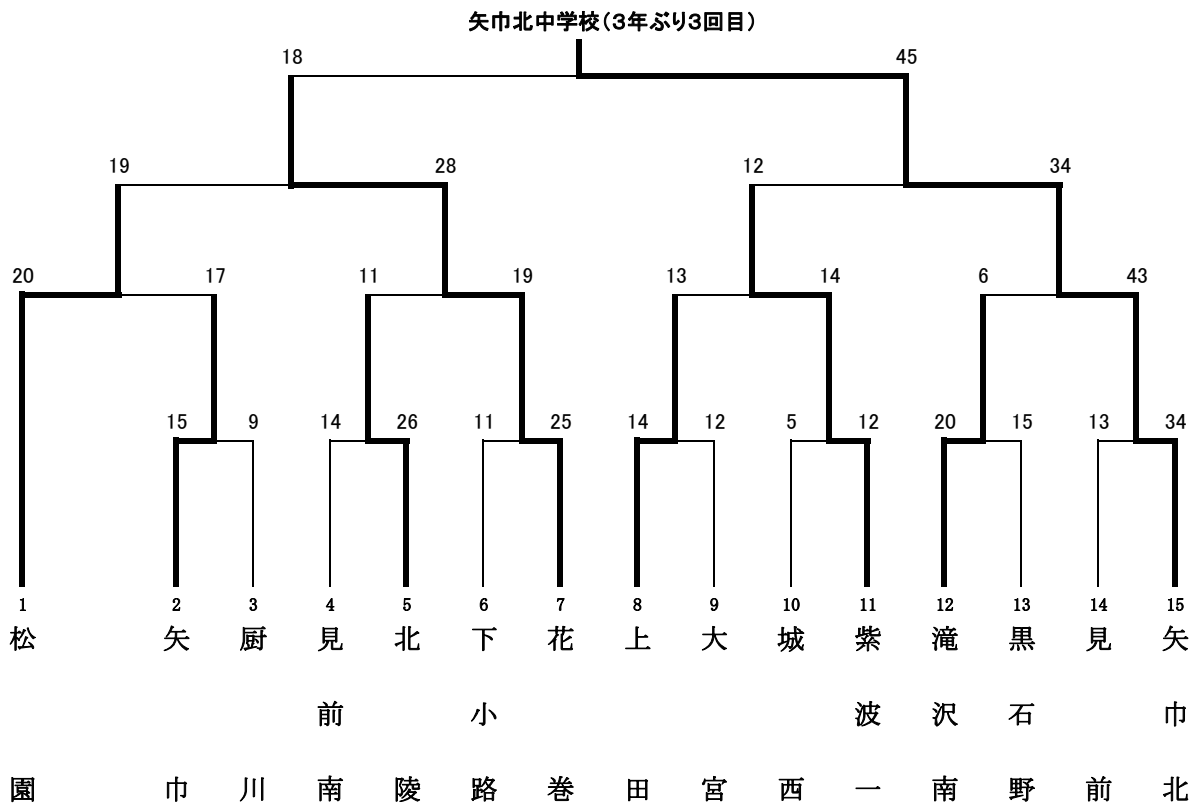 矢巾北中学校(3年ぶり3回目)
18 45
19 28 12 34
20 17 11 19 13 14 6 43
15 9 14 26 11 25 14 12 5 12 20 15 13 34
1 2 3 4 5 6 7 8 9 10 11 12 13 14 15
松園
矢巾
厨川
見前南
北陵
下小路
花巻
上田
大宮
城西
紫波一
滝沢南
黒石野
見前
矢巾北